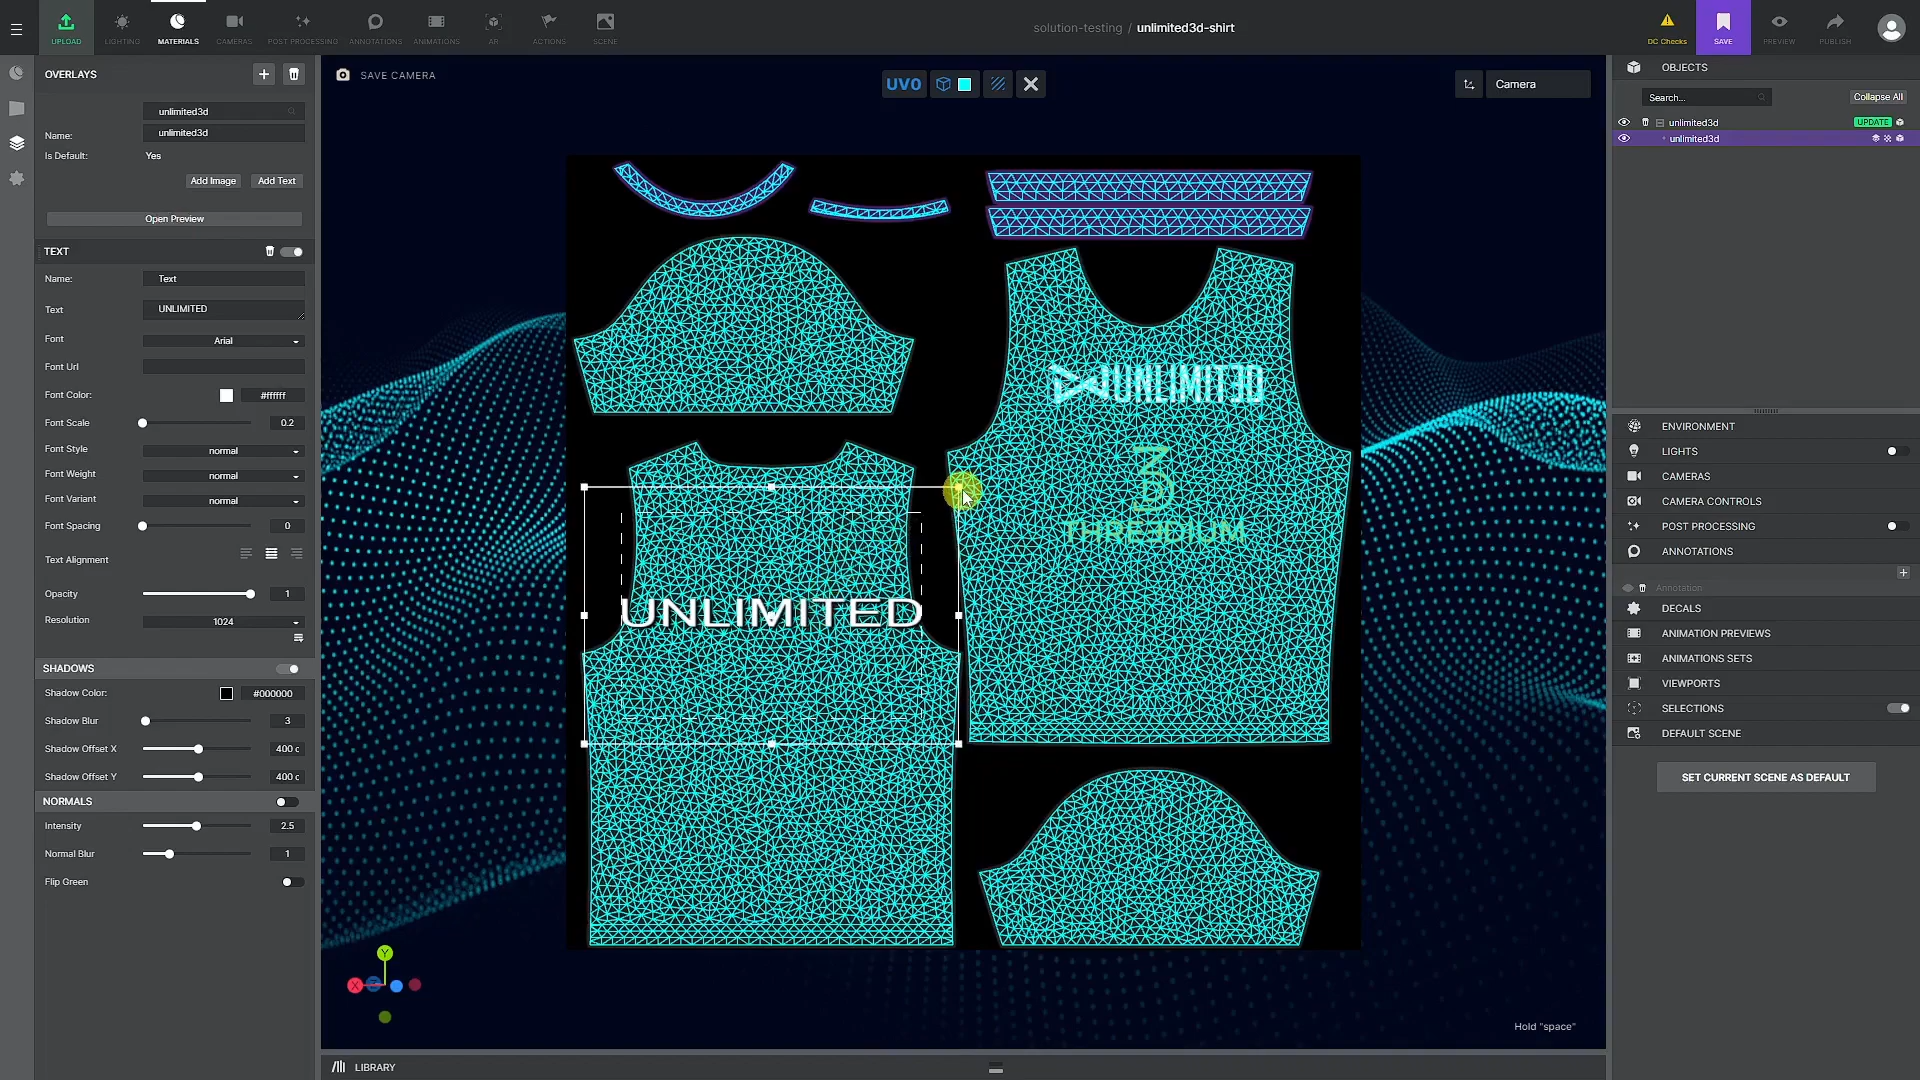 UPLOAD
LIGHTING
MATERIALS
CAMERAS
POST PROCESSING
ANNOTATIONS
ANIMATIONS
AR
ACTIONS
SCENE
solution-testing / unlimited3d-shirt
DC Checks
SAVE
PREVIEW
PUBLISH
OVERLAYS
unlimited3d
Name: unlimited3d
Is Default: Yes
Add Image Add Text
Open Preview
TEXT
Name: Text
Text UNLIMITED
Font Arial
Font Url
Font Color: #ffffff
Font Scale 0.2
Font Style normal
Font Weight normal
Font Variant normal
Font Spacing 0
Text Alignment
Opacity 1
Resolution 1024
SHADOWS
Shadow Color: #000000
Shadow Blur 3
Shadow Offset X 400
Shadow Offset Y 400
NORMALS
Intensity 2.5
Normal Blur 1
Flip Green
SAVE CAMERA
UV0
Camera
UNLIMIT3D
THRE3DIUM
UNLIMITED
Y
X
Hold "space"
LIBRARY
OBJECTS
Search...
Collapse All
unlimited3d
UPDATE
unlimited3d
ENVIRONMENT
LIGHTS
CAMERAS
CAMERA CONTROLS
POST PROCESSING
ANNOTATIONS
Annotation
DECALS
ANIMATION PREVIEWS
ANIMATIONS SETS
VIEWPORTS
SELECTIONS
DEFAULT SCENE
SET CURRENT SCENE AS DEFAULT